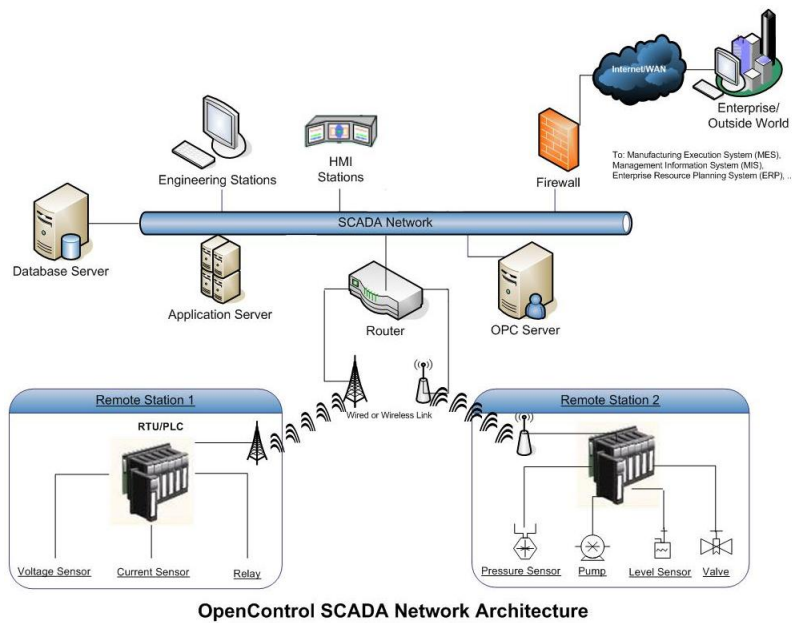 Internet/WAN
Enterprise/
Outside World
To: Manufacturing Execution System (MES),
Management Information System (MIS),
Enterprise Resource Planning System (ERP), ..
Engineering Stations
HMI
Stations
Firewall
SCADA Network
Database Server
Application Server
Router
OPC Server
Wired or Wireless Link
Remote Station 1
RTU/PLC
Voltage Sensor
Current Sensor
Relay
Remote Station 2
Pressure Sensor
Pump
Level Sensor
Valve
OpenControl SCADA Network Architecture